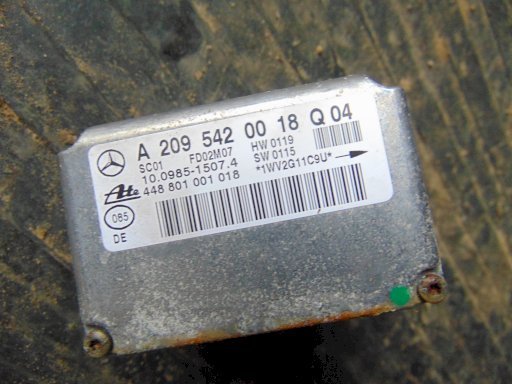 A 209 542 00 18 Q 04
SC01 FD02M07 HW 0119
10.0985-1507.4 SW 0115
Ate 448 801 001 018 *1WV2G11C9U*
085
DE